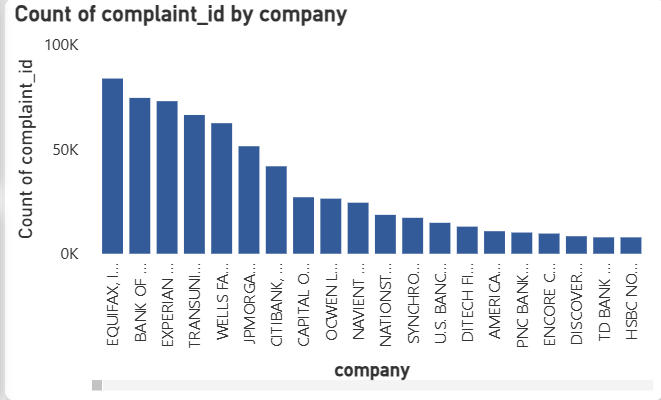 Count of complaint_id by company
Count of complaint_id
100K
50K
0K
EQUIFAX, I...
BANK OF ...
EXPERIAN ...
TRANSUNI...
WELLS FA...
JPMORGA...
CITIBANK, ...
CAPITAL O...
OCWEN L...
NAVIENT ...
NATIONST...
SYNCHRO...
U.S. BANC...
DITECH FI...
AMERICA...
PNC BANK...
ENCORE C...
DISCOVER...
TD BANK ...
HSBC NO...
company